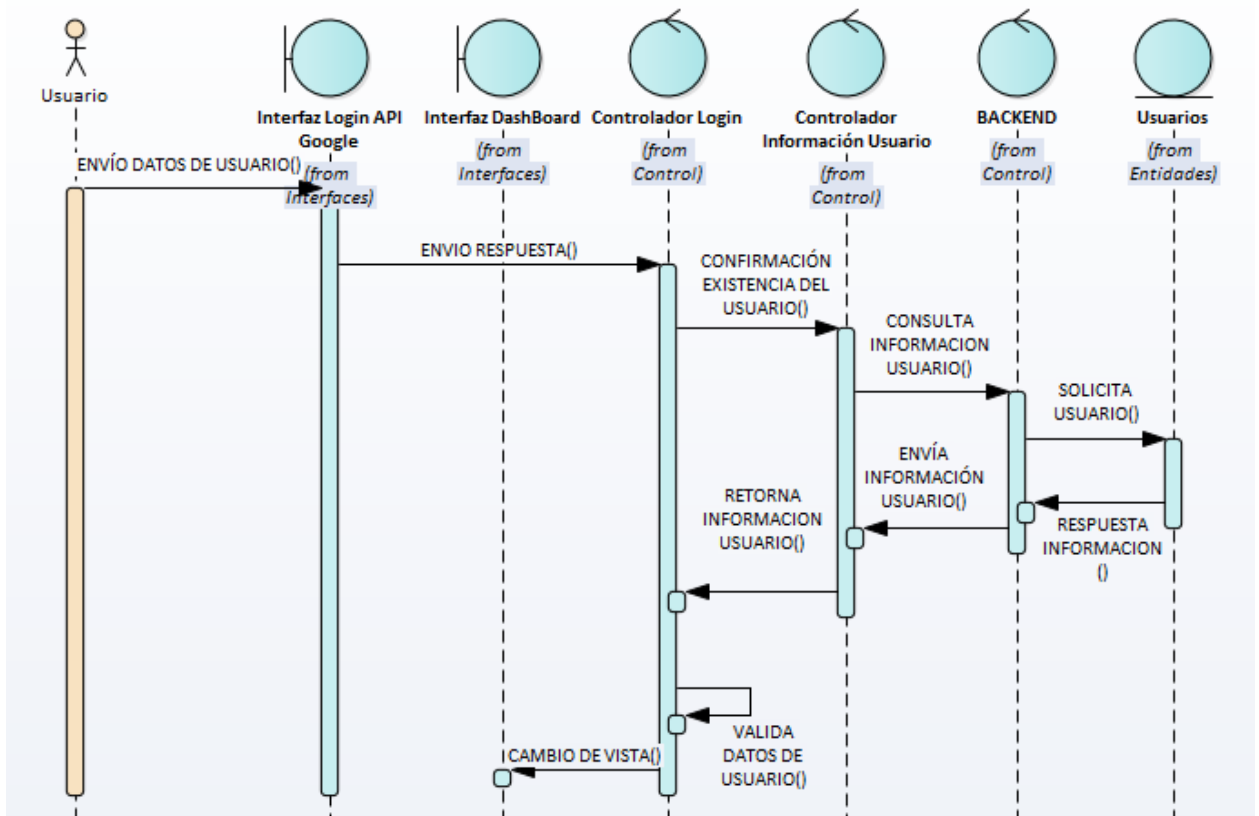 Usuario
Interfaz Login API
Google
(from
Interfaces)
Interfaz DashBoard
(from
Interfaces)
Controlador Login
(from
Control)
Controlador
Información Usuario
(from
Control)
BACKEND
(from
Control)
Usuarios
(from
Entidades)
ENVÍO DATOS DE USUARIO()
ENVIO RESPUESTA()
CONFIRMACIÓN
EXISTENCIA DEL
USUARIO()
CONSULTA
INFORMACION
USUARIO()
SOLICITA
USUARIO()
RESPUESTA
INFORMACION
()
ENVÍA
INFORMACIÓN
USUARIO()
RETORNA
INFORMACION
USUARIO()
VALIDA
DATOS DE
USUARIO()
CAMBIO DE VISTA()